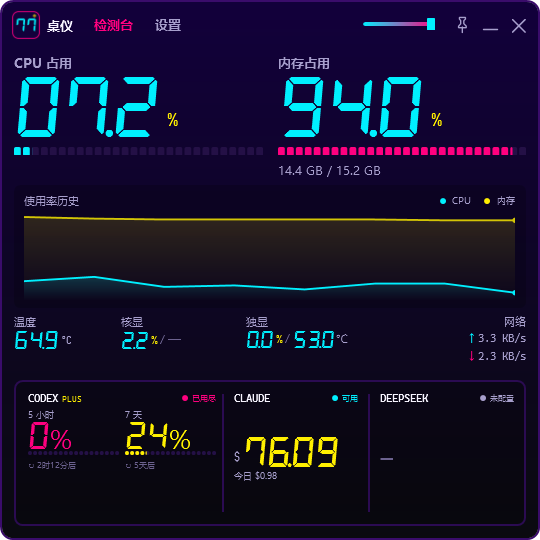 桌仪 检测台 设置
CPU 占用
07.2 %
内存占用
94.0 %
14.4 GB / 15.2 GB
使用率历史
CPU 内存
温度
64.9 °C
核显
2.2 % / —
独显
0.0 % / 53.0 °C
网络
↑ 3.3 KB/s
↓ 2.3 KB/s
CODEX PLUS 已用尽
5 小时
0%
↻ 2时12分后
7 天
24%
↻ 5天后
CLAUDE 可用
$ 76.09
今日 $0.98
DEEPSEEK 未配置
—